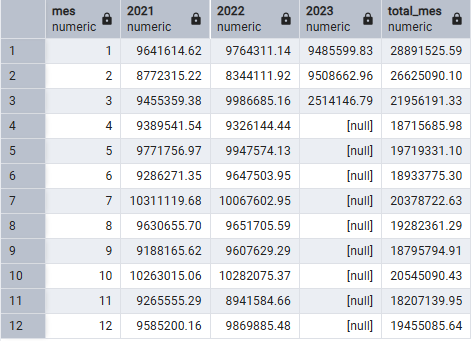 mes 2021 2022 2023 total_mes
numeric numeric numeric numeric numeric
1 1 9641614.62 9764311.14 9485599.83 28891525.59
2 2 8772315.22 8344111.92 9508662.96 26625090.10
3 3 9455359.38 9986685.16 2514146.79 21956191.33
4 4 9389541.54 9326144.44 [null] 18715685.98
5 5 9771756.97 9947574.13 [null] 19719331.10
6 6 9286271.35 9647503.95 [null] 18933775.30
7 7 10311119.68 10067602.95 [null] 20378722.63
8 8 9630655.70 9651705.59 [null] 19282361.29
9 9 9188165.62 9607629.29 [null] 18795794.91
10 10 10263015.06 10282075.37 [null] 20545090.43
11 11 9265555.29 8941584.66 [null] 18207139.95
12 12 9585200.16 9869885.48 [null] 19455085.64